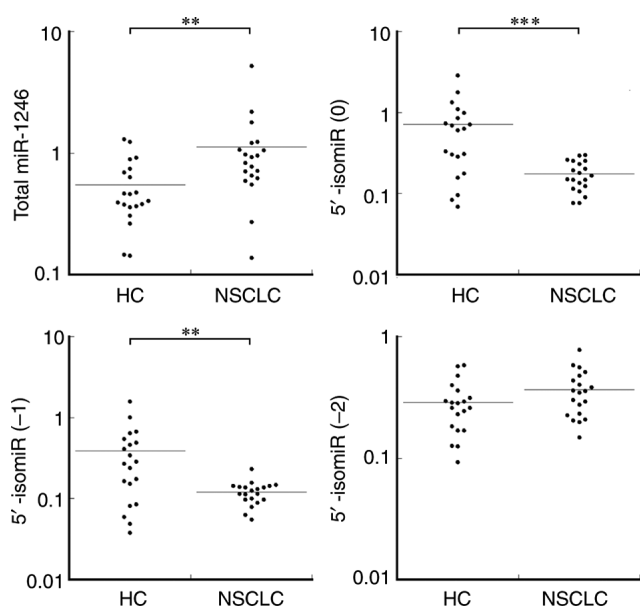 **
10
1
0.1
Total miR-1246
HC NSCLC
***
10
1
0.1
0.01
5′ -isomiR (0)
HC NSCLC
**
10
1
0.1
0.01
5′ -isomiR (−1)
HC NSCLC
1
0.1
0.01
5′ -isomiR (−2)
HC NSCLC